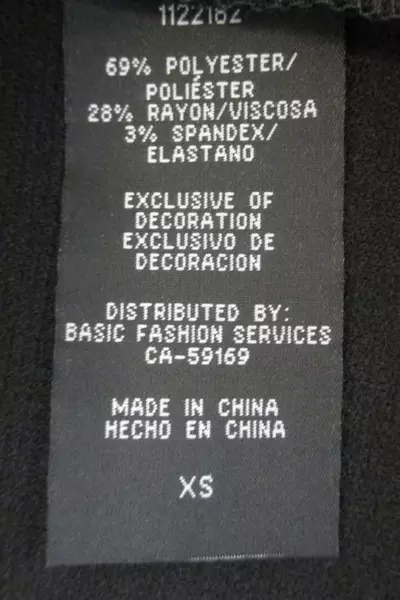 1122182
69% POLYESTER/
POLIÉSTER
28% RAYON/VISCOSA
3% SPANDEX/
ELASTANO
EXCLUSIVE OF
DECORATION
EXCLUSIVO DE
DECORACION
DISTRIBUTED BY:
BASIC FASHION SERVICES
CA-59169
MADE IN CHINA
HECHO EN CHINA
XS